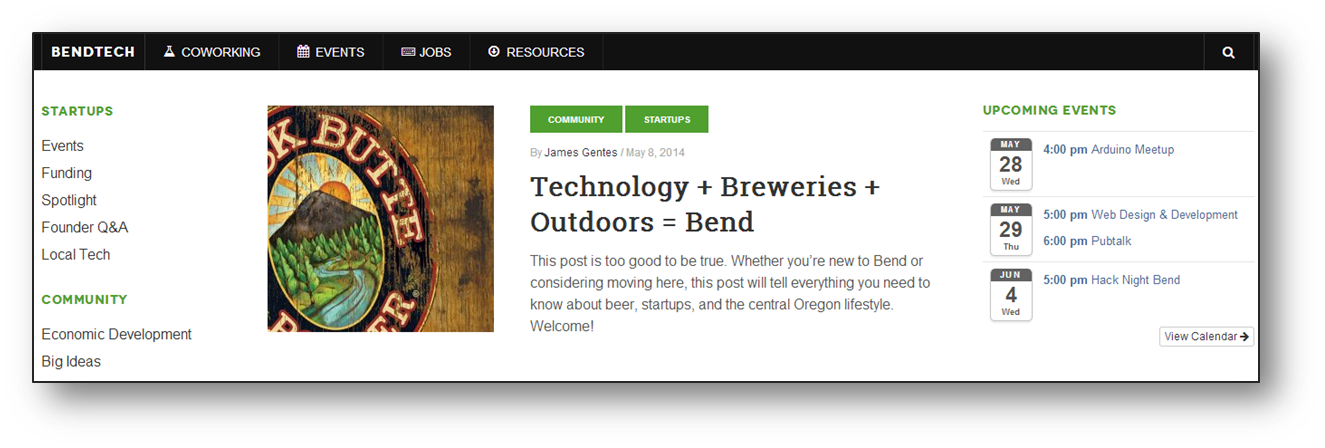 BENDTECH COWORKING EVENTS JOBS RESOURCES
STARTUPS
Events
Funding
Spotlight
Founder Q&A
Local Tech
COMMUNITY
Economic Development
Big Ideas
BUTTE
COMMUNITY STARTUPS
By James Gentes / May 8, 2014
Technology + Breweries +
Outdoors = Bend
This post is too good to be true. Whether you’re new to Bend or
considering moving here, this post will tell everything you need to
know about beer, startups, and the central Oregon lifestyle.
Welcome!
UPCOMING EVENTS
MAY
28
Wed
4:00 pm Arduino Meetup
MAY
29
Thu
5:00 pm Web Design & Development
6:00 pm Pubtalk
JUN
4
Wed
5:00 pm Hack Night Bend
View Calendar